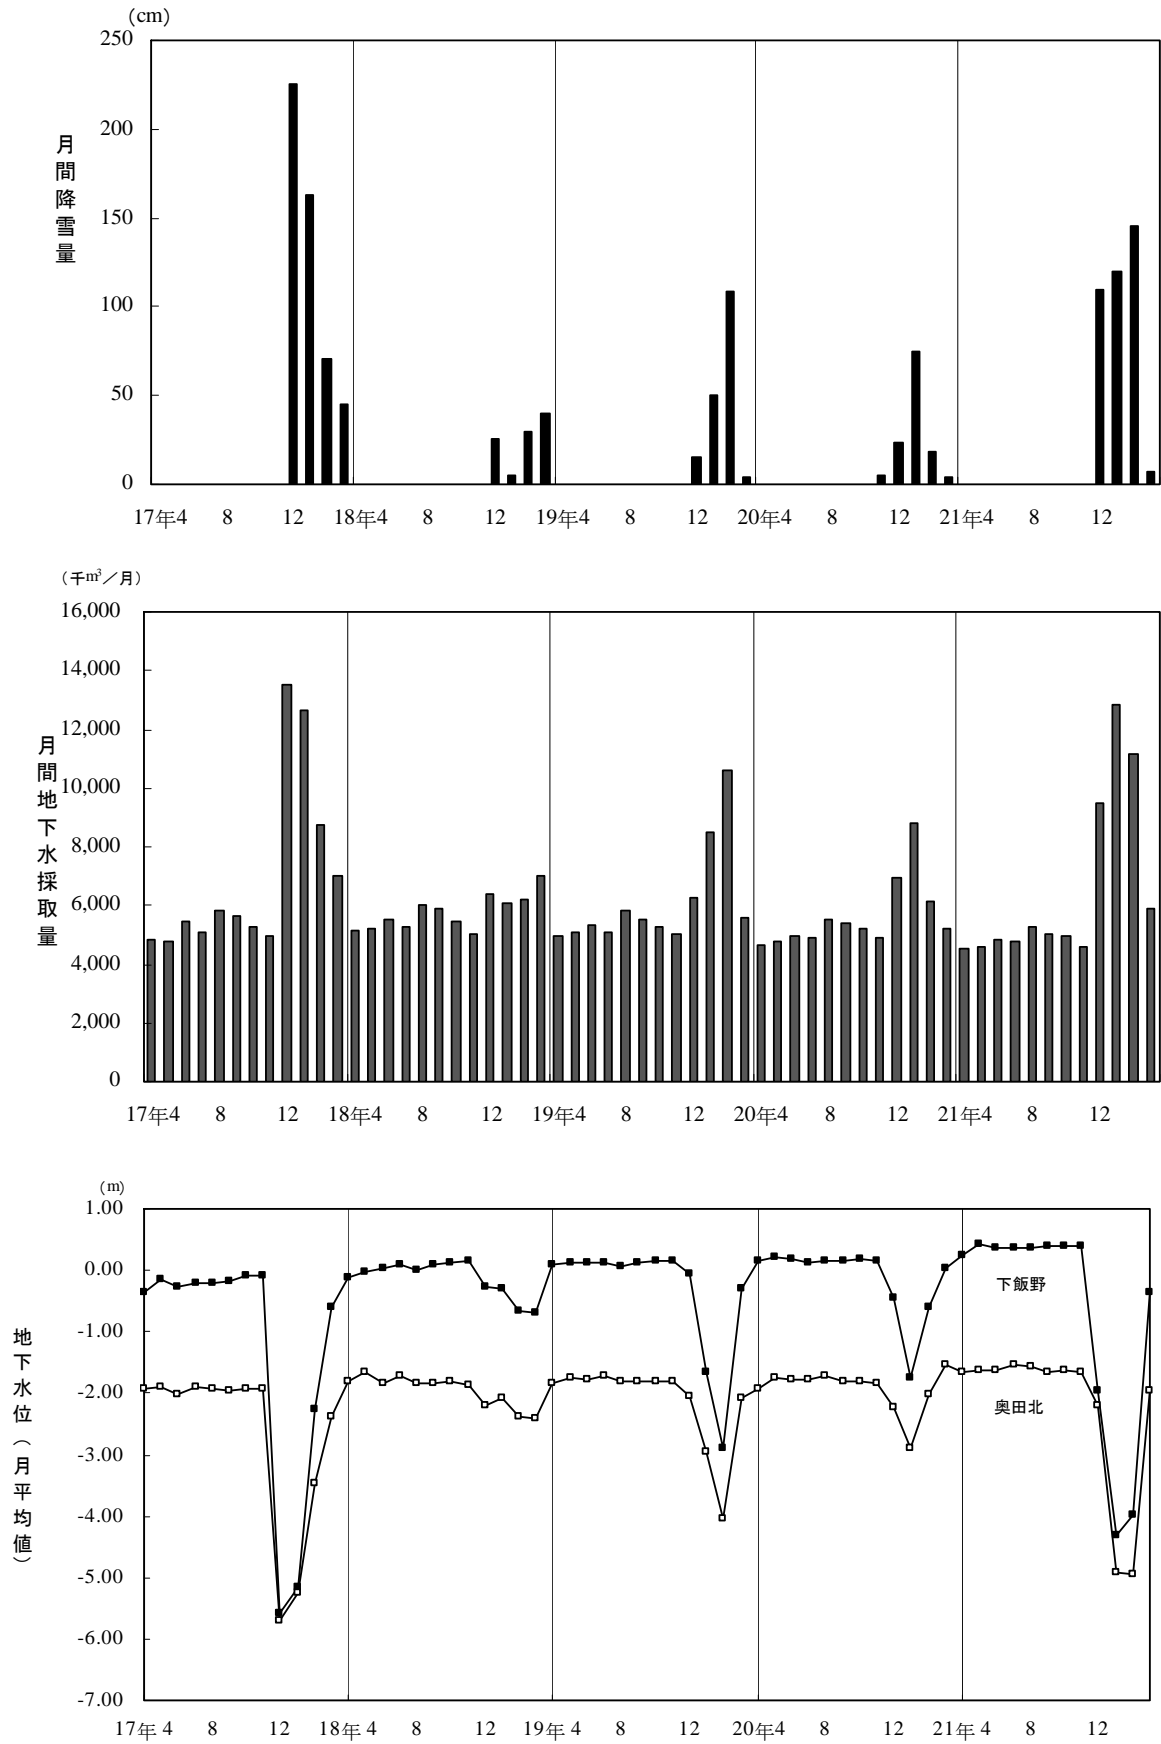 (cm)
250
200
150
100
50
0
月間降雪量
17年4 8 12 18年4 8 12 19年4 8 12 20年4 8 12 21年4 8 12
(千m³／月)
16,000
14,000
12,000
10,000
8,000
6,000
4,000
2,000
0
月間地下水採取量
17年4 8 12 18年4 8 12 19年4 8 12 20年4 8 12 21年4 8 12
(m)
1.00
0.00
-1.00
-2.00
-3.00
-4.00
-5.00
-6.00
-7.00
地下水位（月平均値）
下飯野
奥田北
17年 4 8 12 18年 4 8 12 19年4 8 12 20年4 8 12 21年 4 8 12